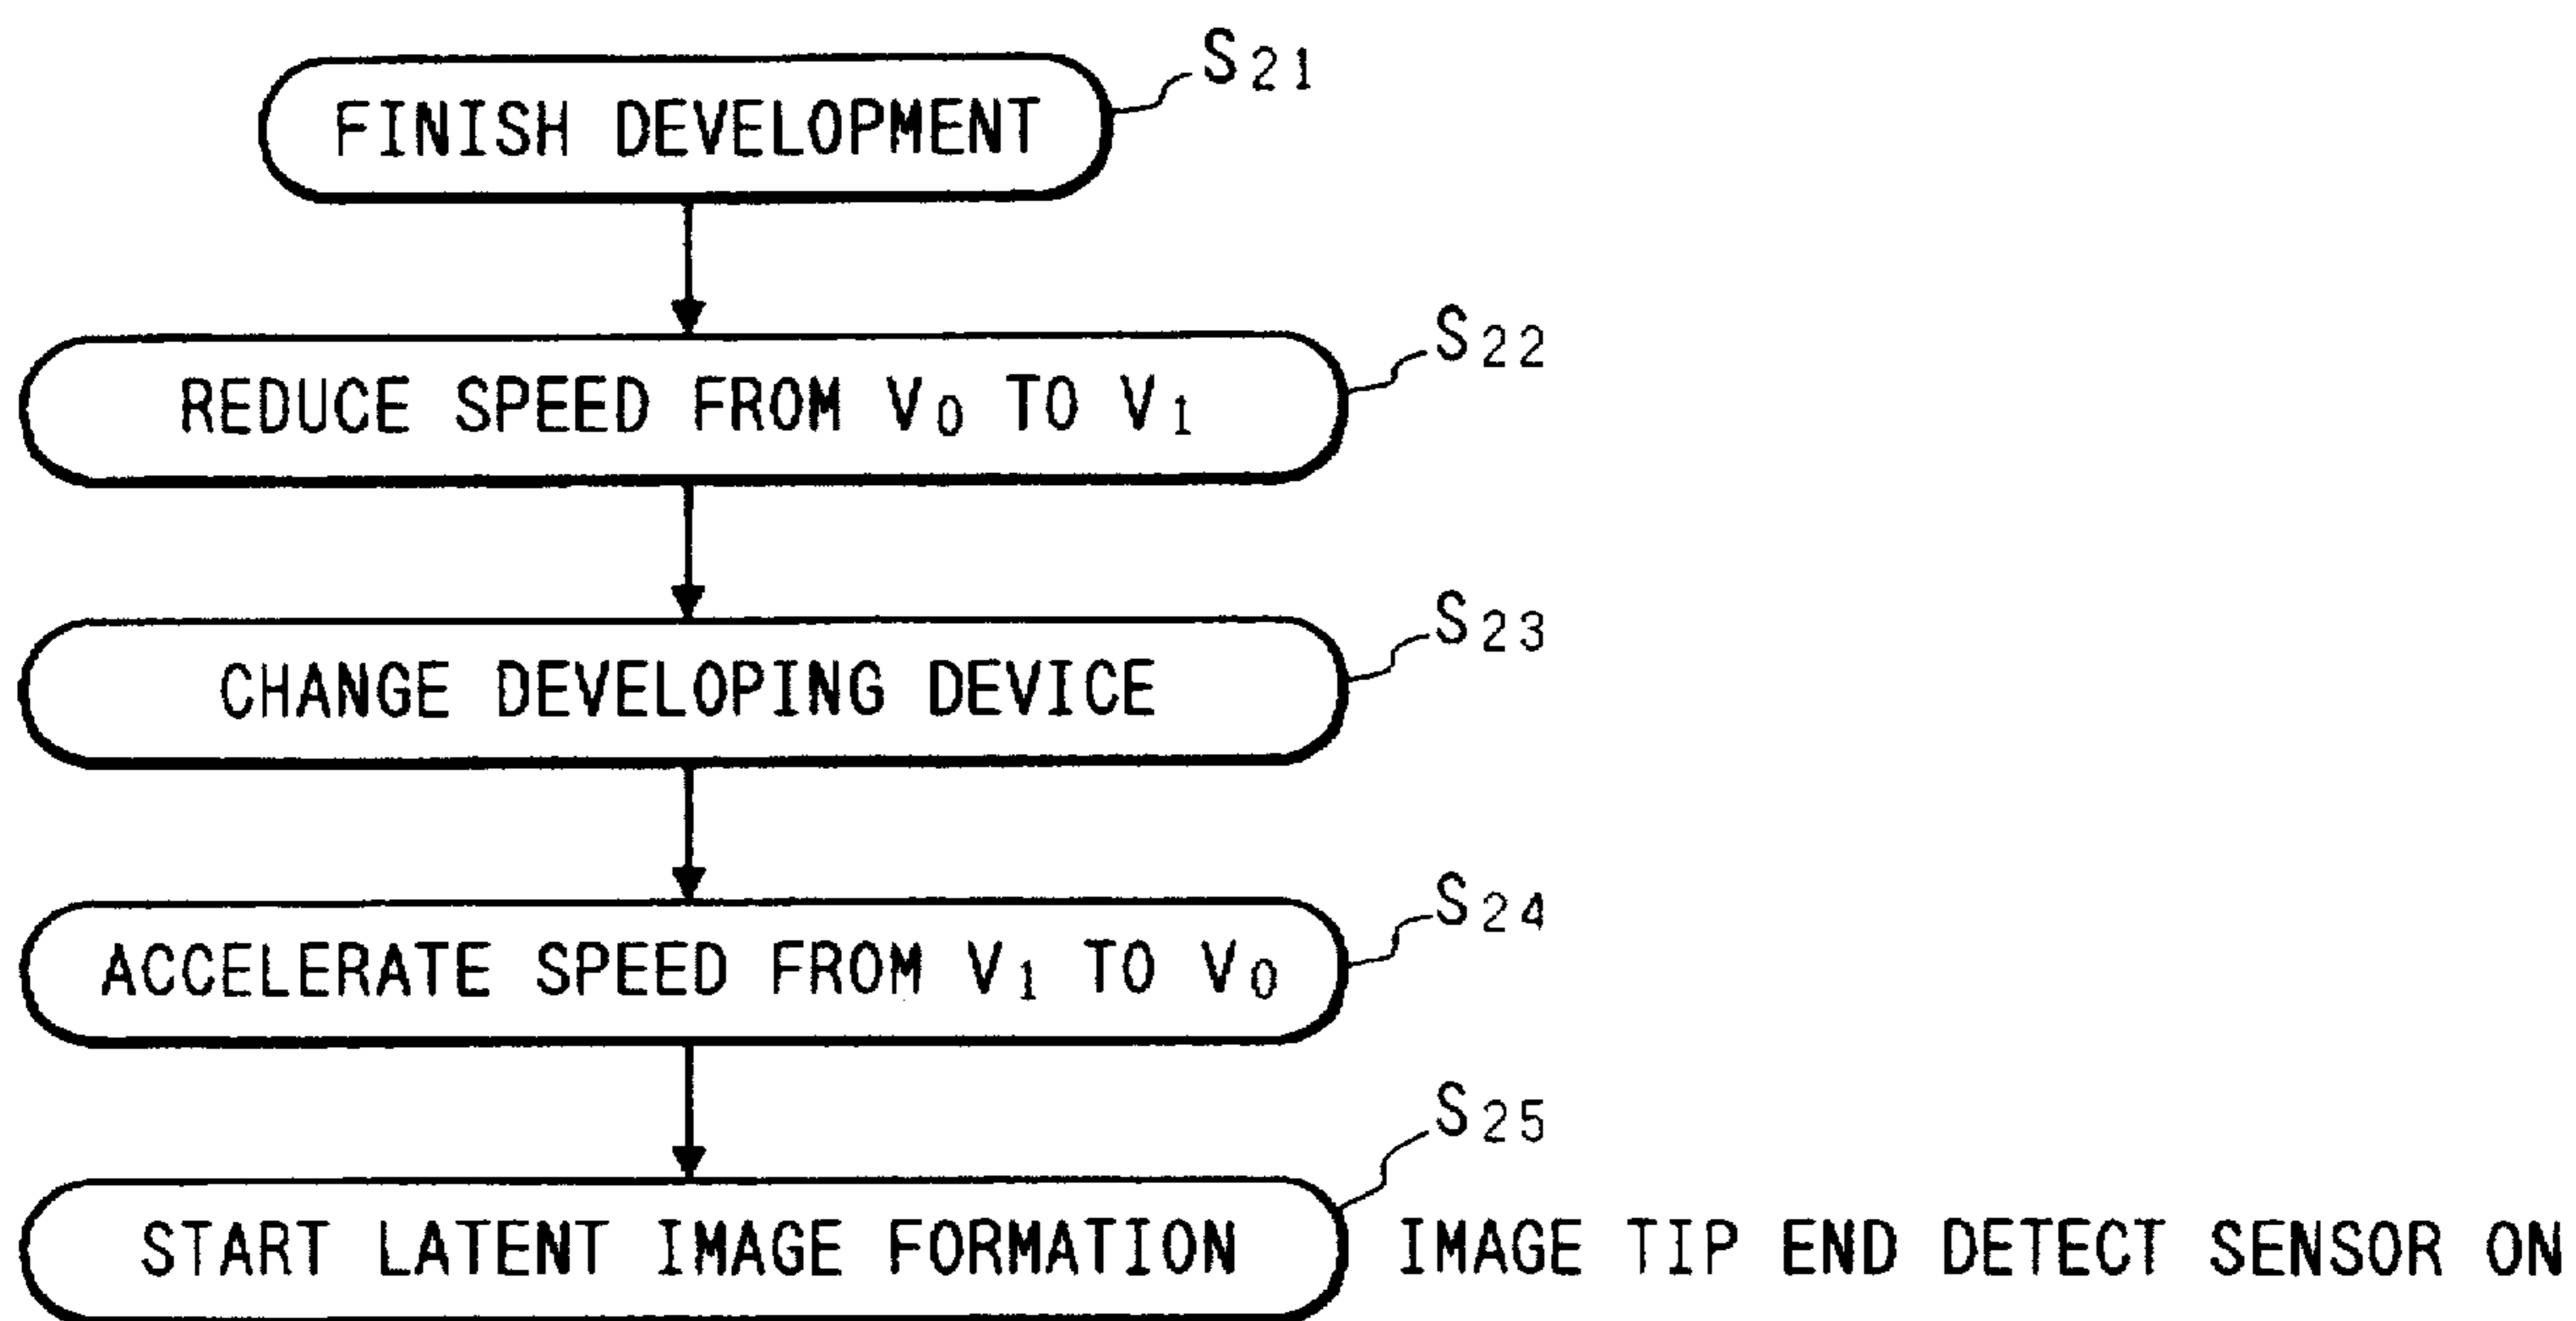 S21
FINISH DEVELOPMENT
S22
REDUCE SPEED FROM V0 TO V1
S23
CHANGE DEVELOPING DEVICE
S24
ACCELERATE SPEED FROM V1 TO V0
S25
START LATENT IMAGE FORMATION IMAGE TIP END DETECT SENSOR ON